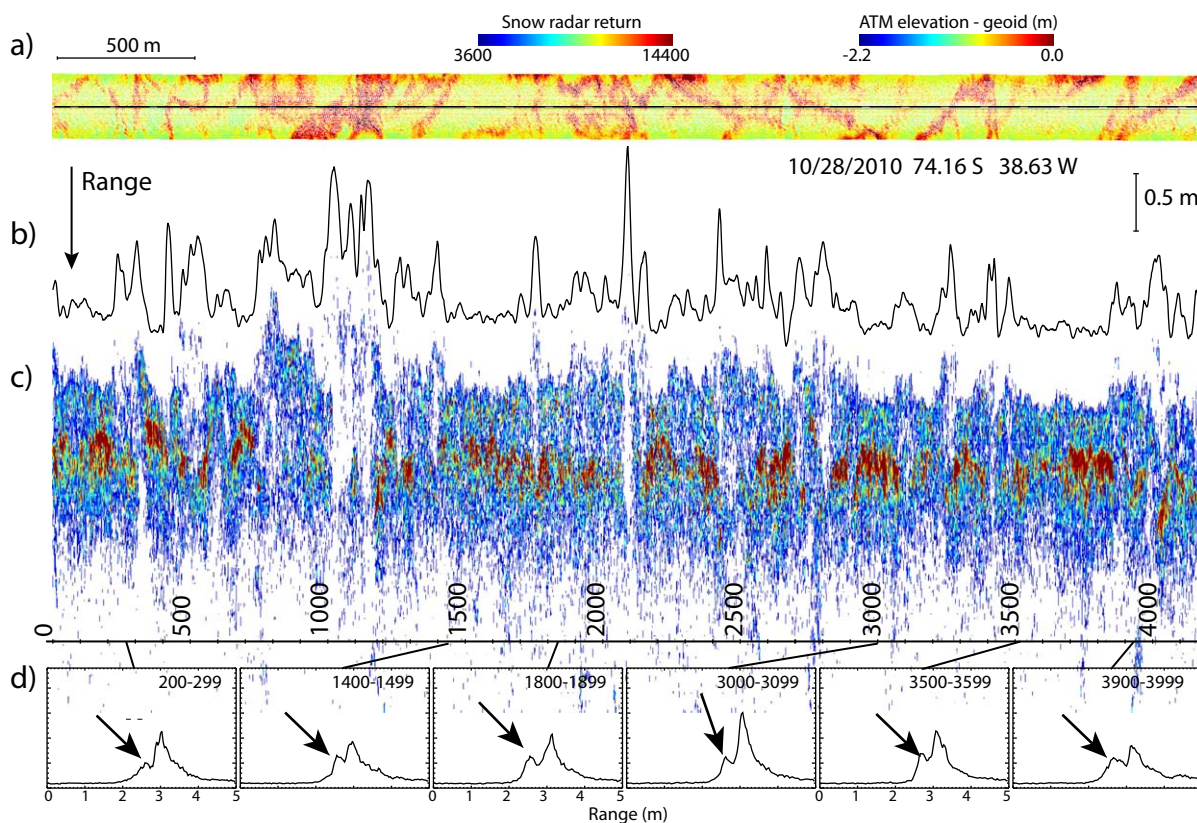 a)
500 m
Snow radar return
3600 14400
ATM elevation - geoid (m)
-2.2 0.0
10/28/2010 74.16 S 38.63 W
Range
0.5 m
b)
c)
0 500 1000 1500 2000 2500 3000 3500 4000
d)
200-299 1400-1499 1800-1899 3000-3099 3500-3599 3900-3999
0 1 2 3 4 5 0 1 2 3 4 5 0 1 2 3 4 5
Range (m)